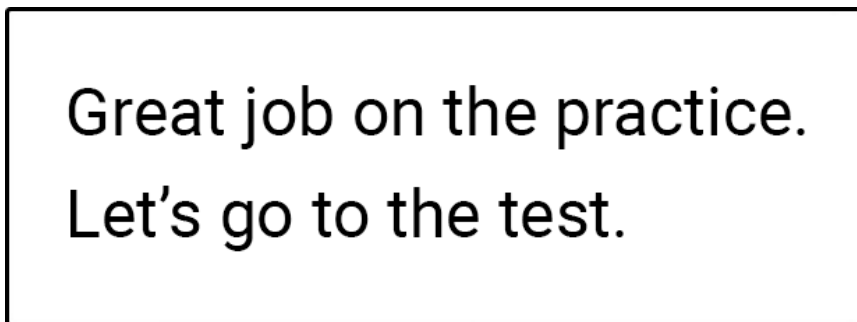 Great job on the practice.
Let’s go to the test.